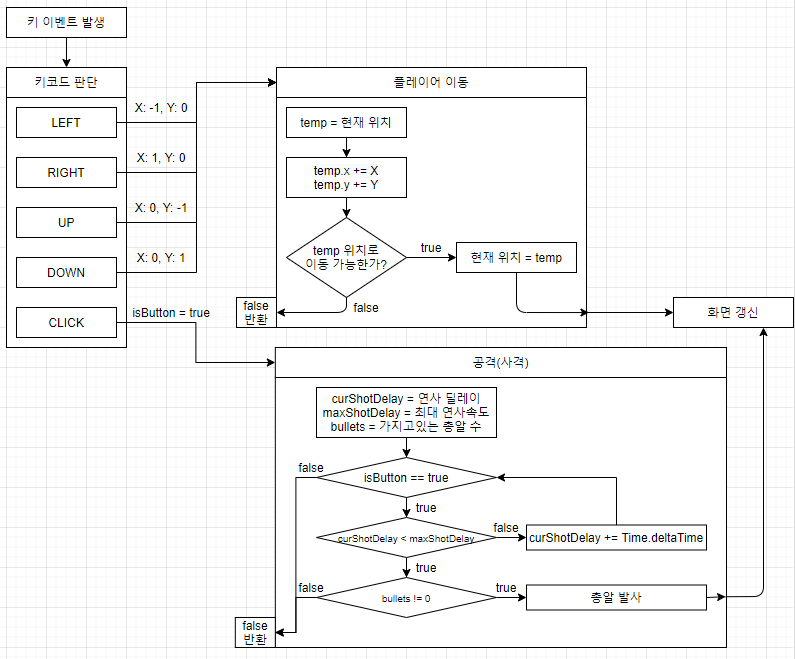 키 이벤트 발생
키코드 판단
LEFT
X: -1, Y: 0
RIGHT
X: 1, Y: 0
UP
X: 0, Y: -1
DOWN
X: 0, Y: 1
CLICK
isButton = true
플레이어 이동
temp = 현재 위치
temp.x += X
temp.y += Y
temp 위치로
이동 가능한가?
true
현재 위치 = temp
false
false
반환
화면 갱신
공격(사격)
curShotDelay = 연사 딜레이
maxShotDelay = 최대 연사속도
bullets = 가지고있는 총알 수
false
isButton == true
true
curShotDelay < maxShotDelay
false
curShotDelay += Time.deltaTime
true
false
bullets != 0
true
총알 발사
false
반환